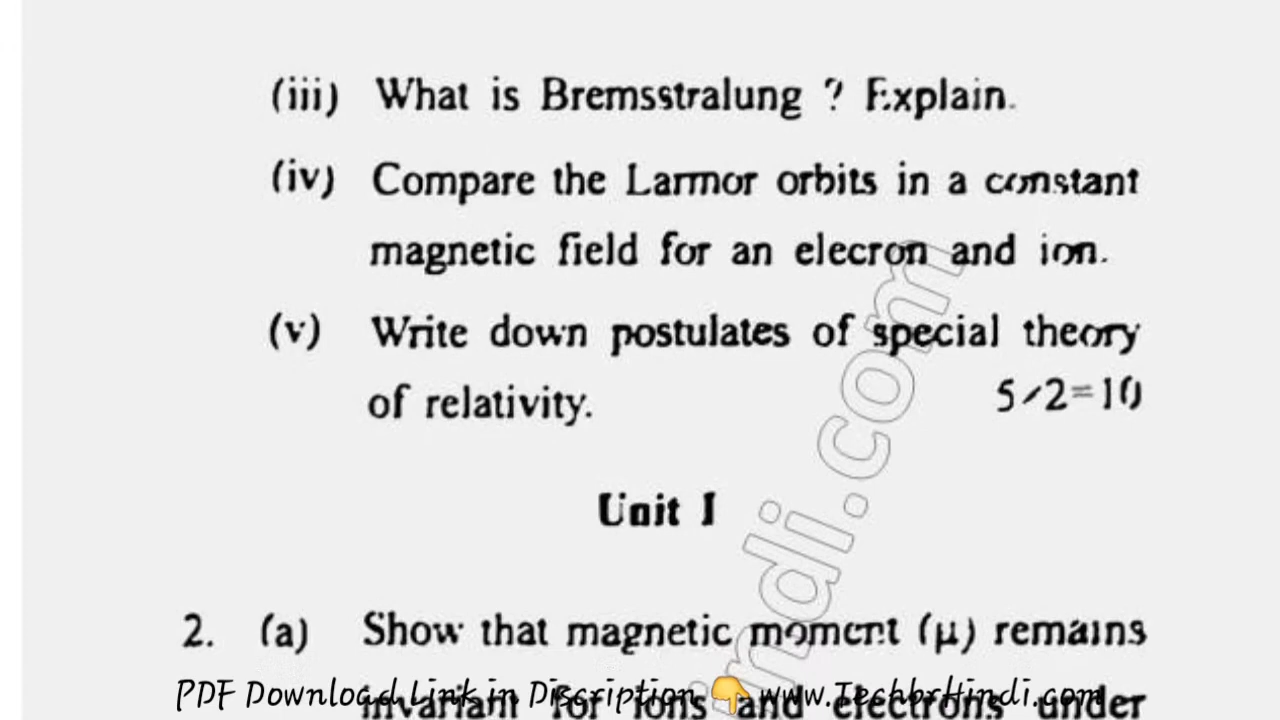 (iii) What is Bremsstralung ? Explain.
(iv) Compare the Larmor orbits in a constant
magnetic field for an elecron and ion.
(v) Write down postulates of special theory
of relativity. 5×2=10
Unit I
2. (a) Show that magnetic moment (μ) remains
invariant for ions and electrons under
PDF Download Link in Discription 👇 www.TechbrHindi.com
ndi.com